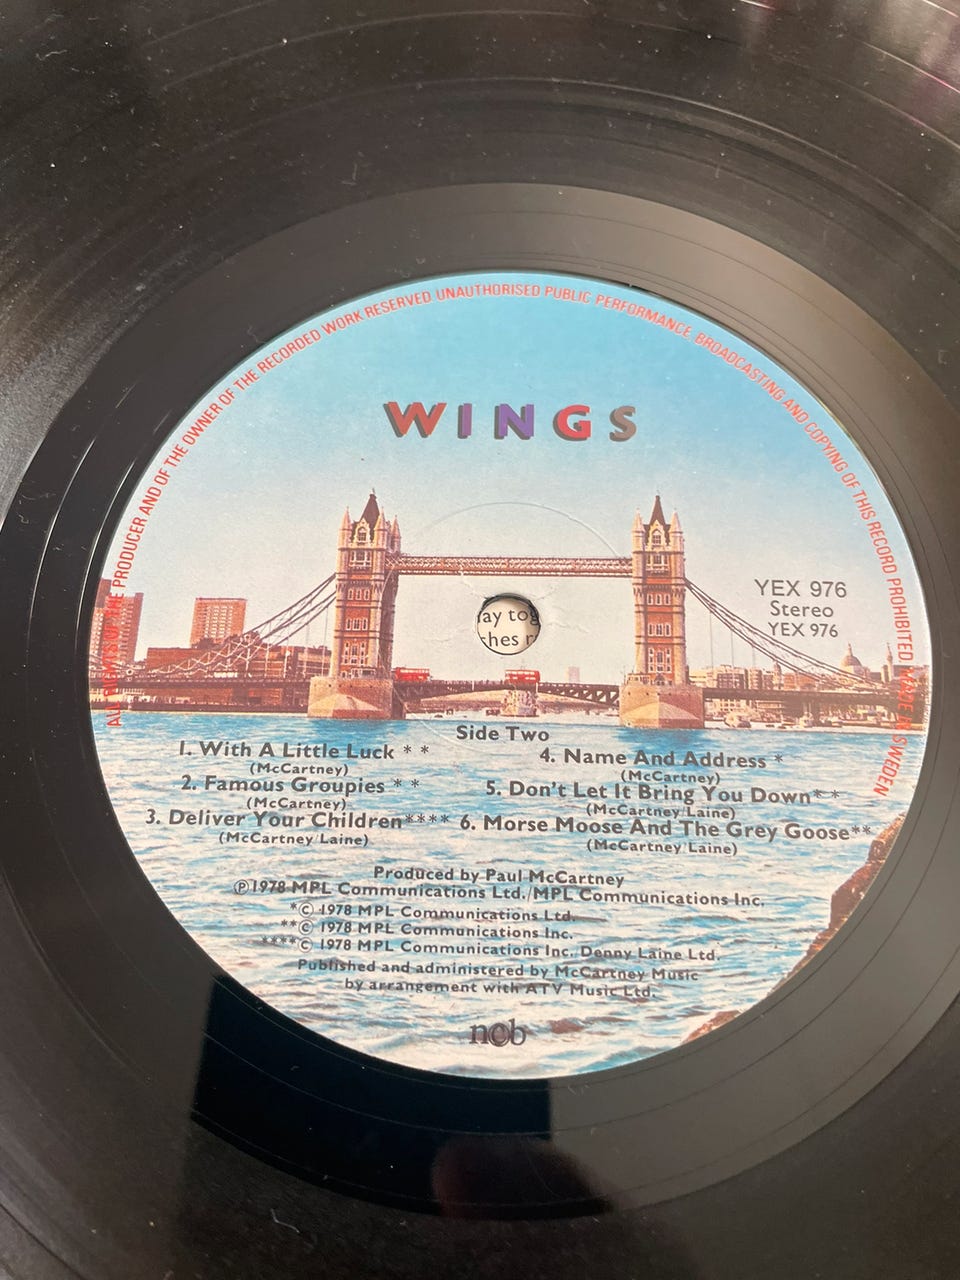 ALL RIGHTS OF THE PRODUCER AND OF THE OWNER OF THE RECORDED WORK RESERVED UNAUTHORISED PUBLIC PERFORMANCE, BROADCASTING AND COPYING OF THIS RECORD PROHIBITED. MADE IN SWEDEN
WINGS
YEX 976
Stereo
YEX 976
ay tog
ches
Side Two
1. With A Little Luck * *
(McCartney)
2. Famous Groupies * *
(McCartney)
3. Deliver Your Children****
(McCartney/Laine)
4. Name And Address *
(McCartney)
5. Don't Let It Bring You Down* *
(McCartney/Laine)
6. Morse Moose And The Grey Goose**
(McCartney/Laine)
Produced by Paul McCartney
℗1978 MPL Communications Ltd./MPL Communications Inc.
*© 1978 MPL Communications Ltd.
**© 1978 MPL Communications Inc.
****© 1978 MPL Communications Inc. Denny Laine Ltd.
Published and administered by McCartney Music
by arrangement with ATV Music Ltd.
ncb